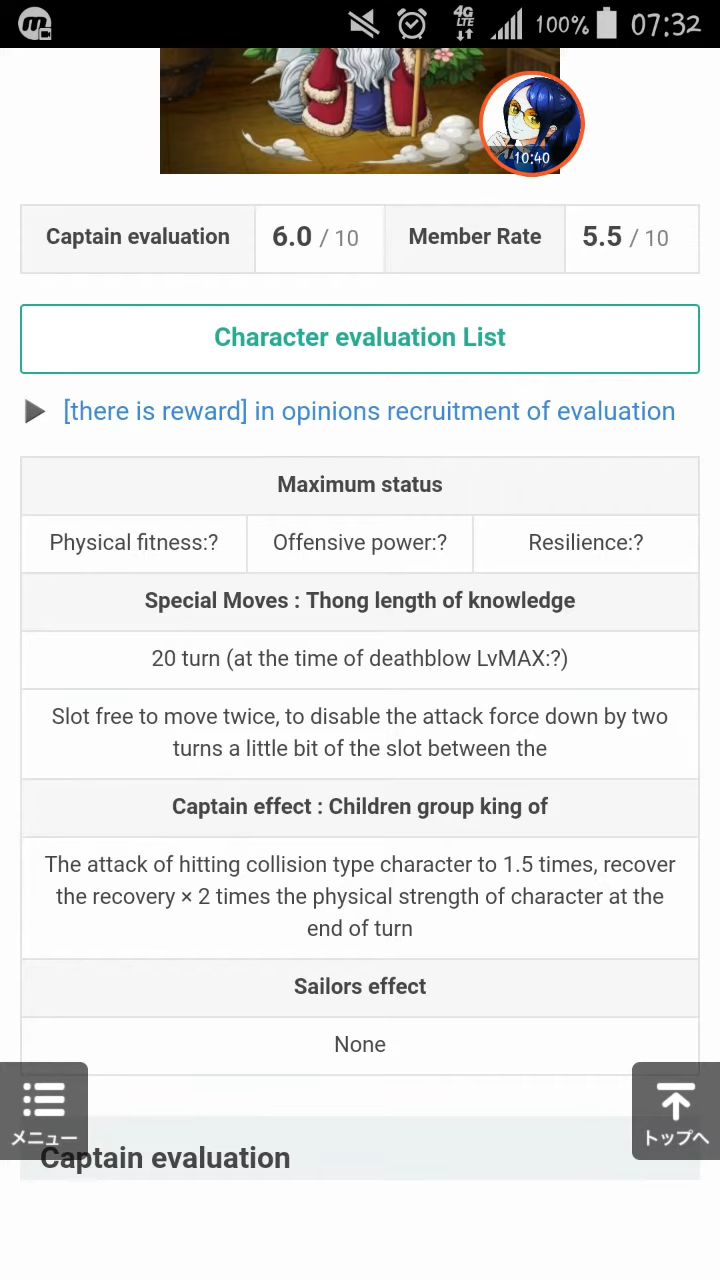 4G
LTE
100%
07:32
10:40
Captain evaluation 6.0 / 10 Member Rate 5.5 / 10
Character evaluation List
[there is reward] in opinions recruitment of evaluation
Maximum status
Physical fitness:? Offensive power:? Resilience:?
Special Moves : Thong length of knowledge
20 turn (at the time of deathblow LvMAX:?)
Slot free to move twice, to disable the attack force down by two
turns a little bit of the slot between the
Captain effect : Children group king of
The attack of hitting collision type character to 1.5 times, recover
the recovery × 2 times the physical strength of character at the
end of turn
Sailors effect
None
メニュー
トップへ
Captain evaluation